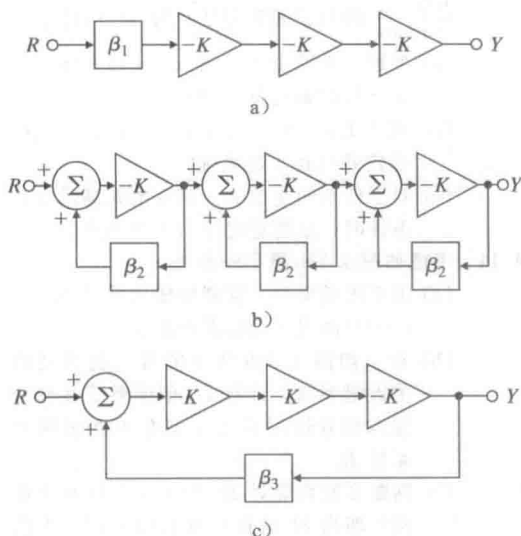 R β₁ −K −K −K Y
a)
+ + +
R Σ −K Σ −K Σ −K Y
+ + +
β₂ β₂ β₂
b)
+
R Σ −K −K −K Y
+
β₃
c)